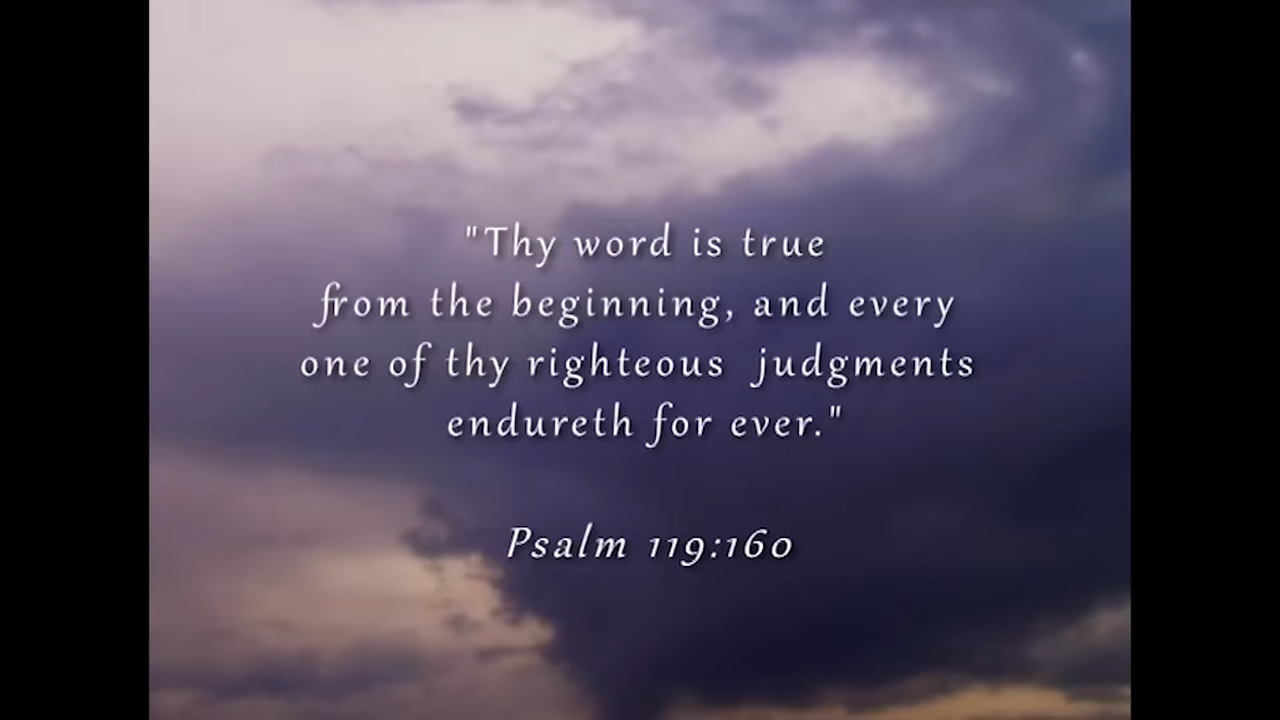 "Thy word is true
from the beginning, and every
one of thy righteous judgments
endureth for ever."
Psalm 119:160